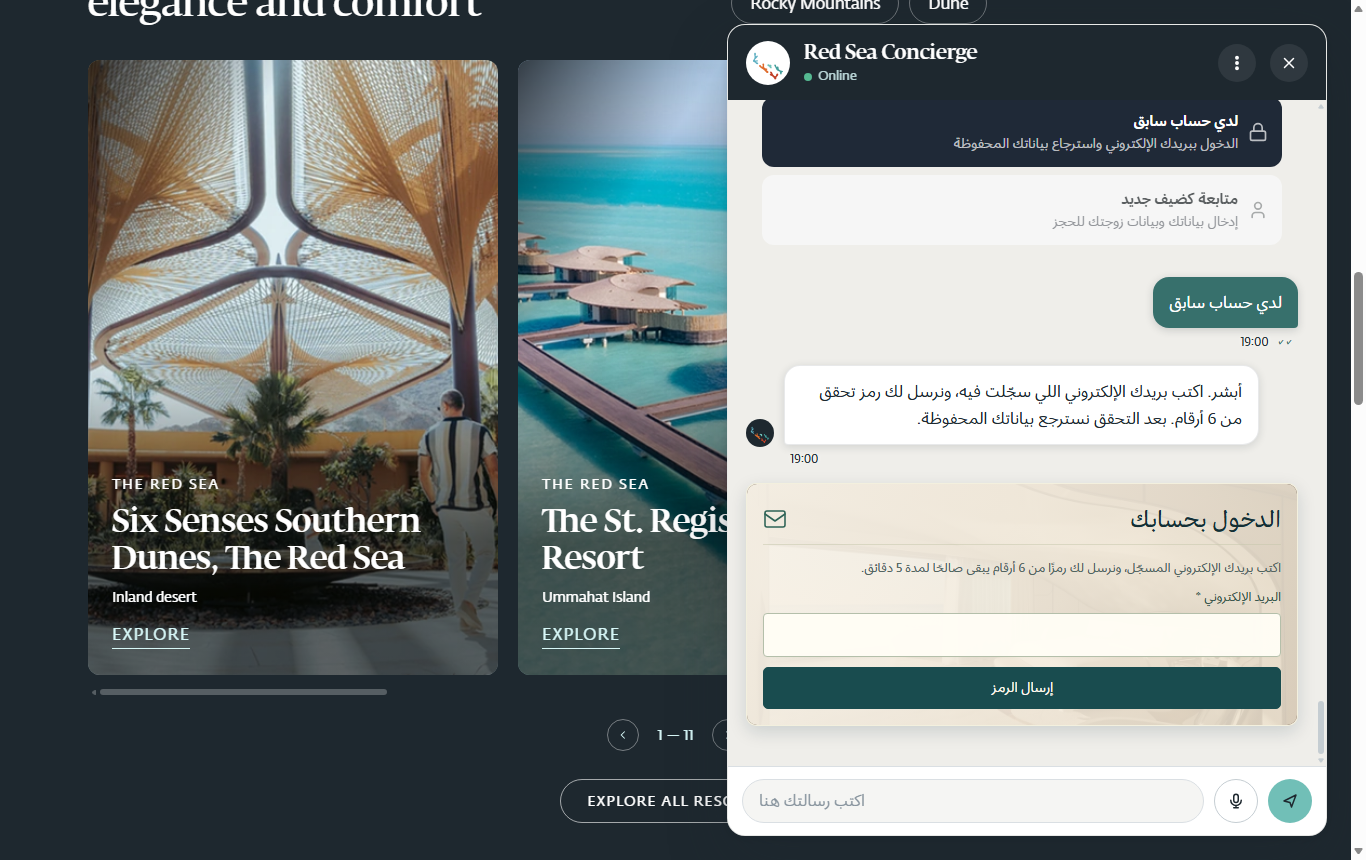 elegance and comfort
Rocky Mountains
Dune
THE RED SEA
Six Senses Southern
Dunes, The Red Sea
Inland desert
EXPLORE
THE RED SEA
The St. Regis
Resort
Ummahat Island
EXPLORE
1 — 11
EXPLORE ALL RESO
Red Sea Concierge
Online
لدي حساب سابق
الدخول ببريدك الإلكتروني واسترجاع بياناتك المحفوظة
متابعة كضيف جديد
إدخال بياناتك وبيانات زوجتك للحجز
لدي حساب سابق
19:00
أبشر. اكتب بريدك الإلكتروني اللي سجّلت فيه، ونرسل لك رمز تحقق
من 6 أرقام. بعد التحقق نسترجع بياناتك المحفوظة.
19:00
الدخول بحسابك
اكتب بريدك الإلكتروني المسجّل، ونرسل لك رمزًا من 6 أرقام يبقى صالحًا لمدة 5 دقائق.
البريد الإلكتروني *
إرسال الرمز
اكتب رسالتك هنا